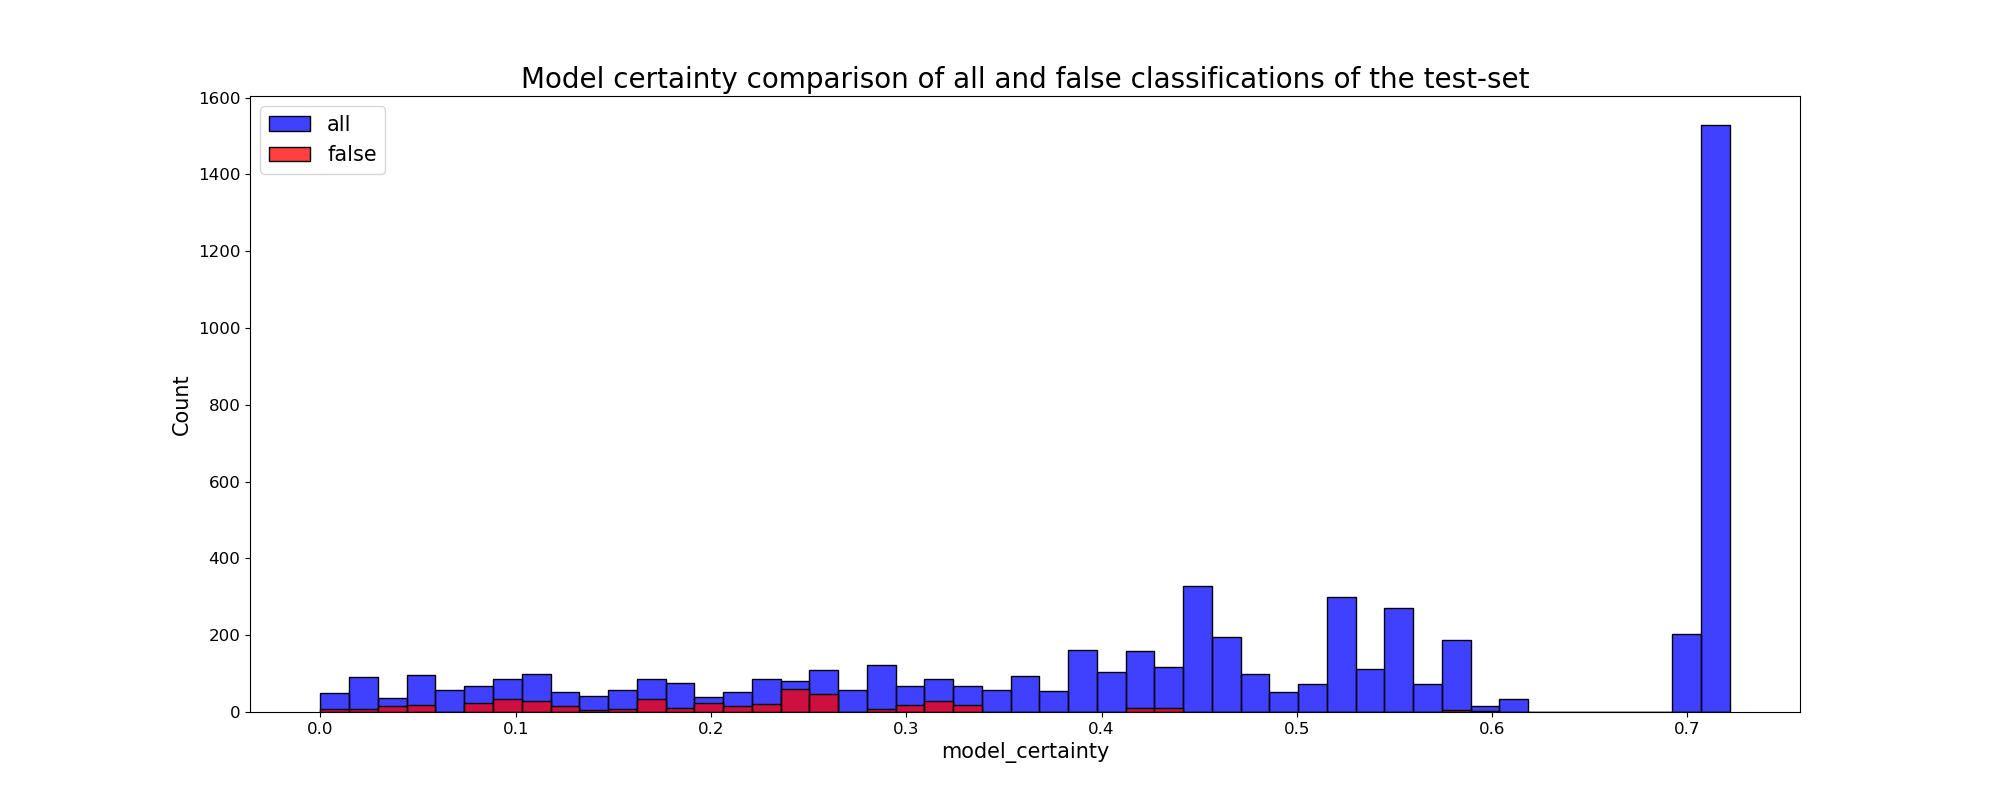 Model certainty comparison of all and false classifications of the test-set
all
false
Count
1600
1400
1200
1000
800
600
400
200
0
0.0 0.1 0.2 0.3 0.4 0.5 0.6 0.7
model_certainty